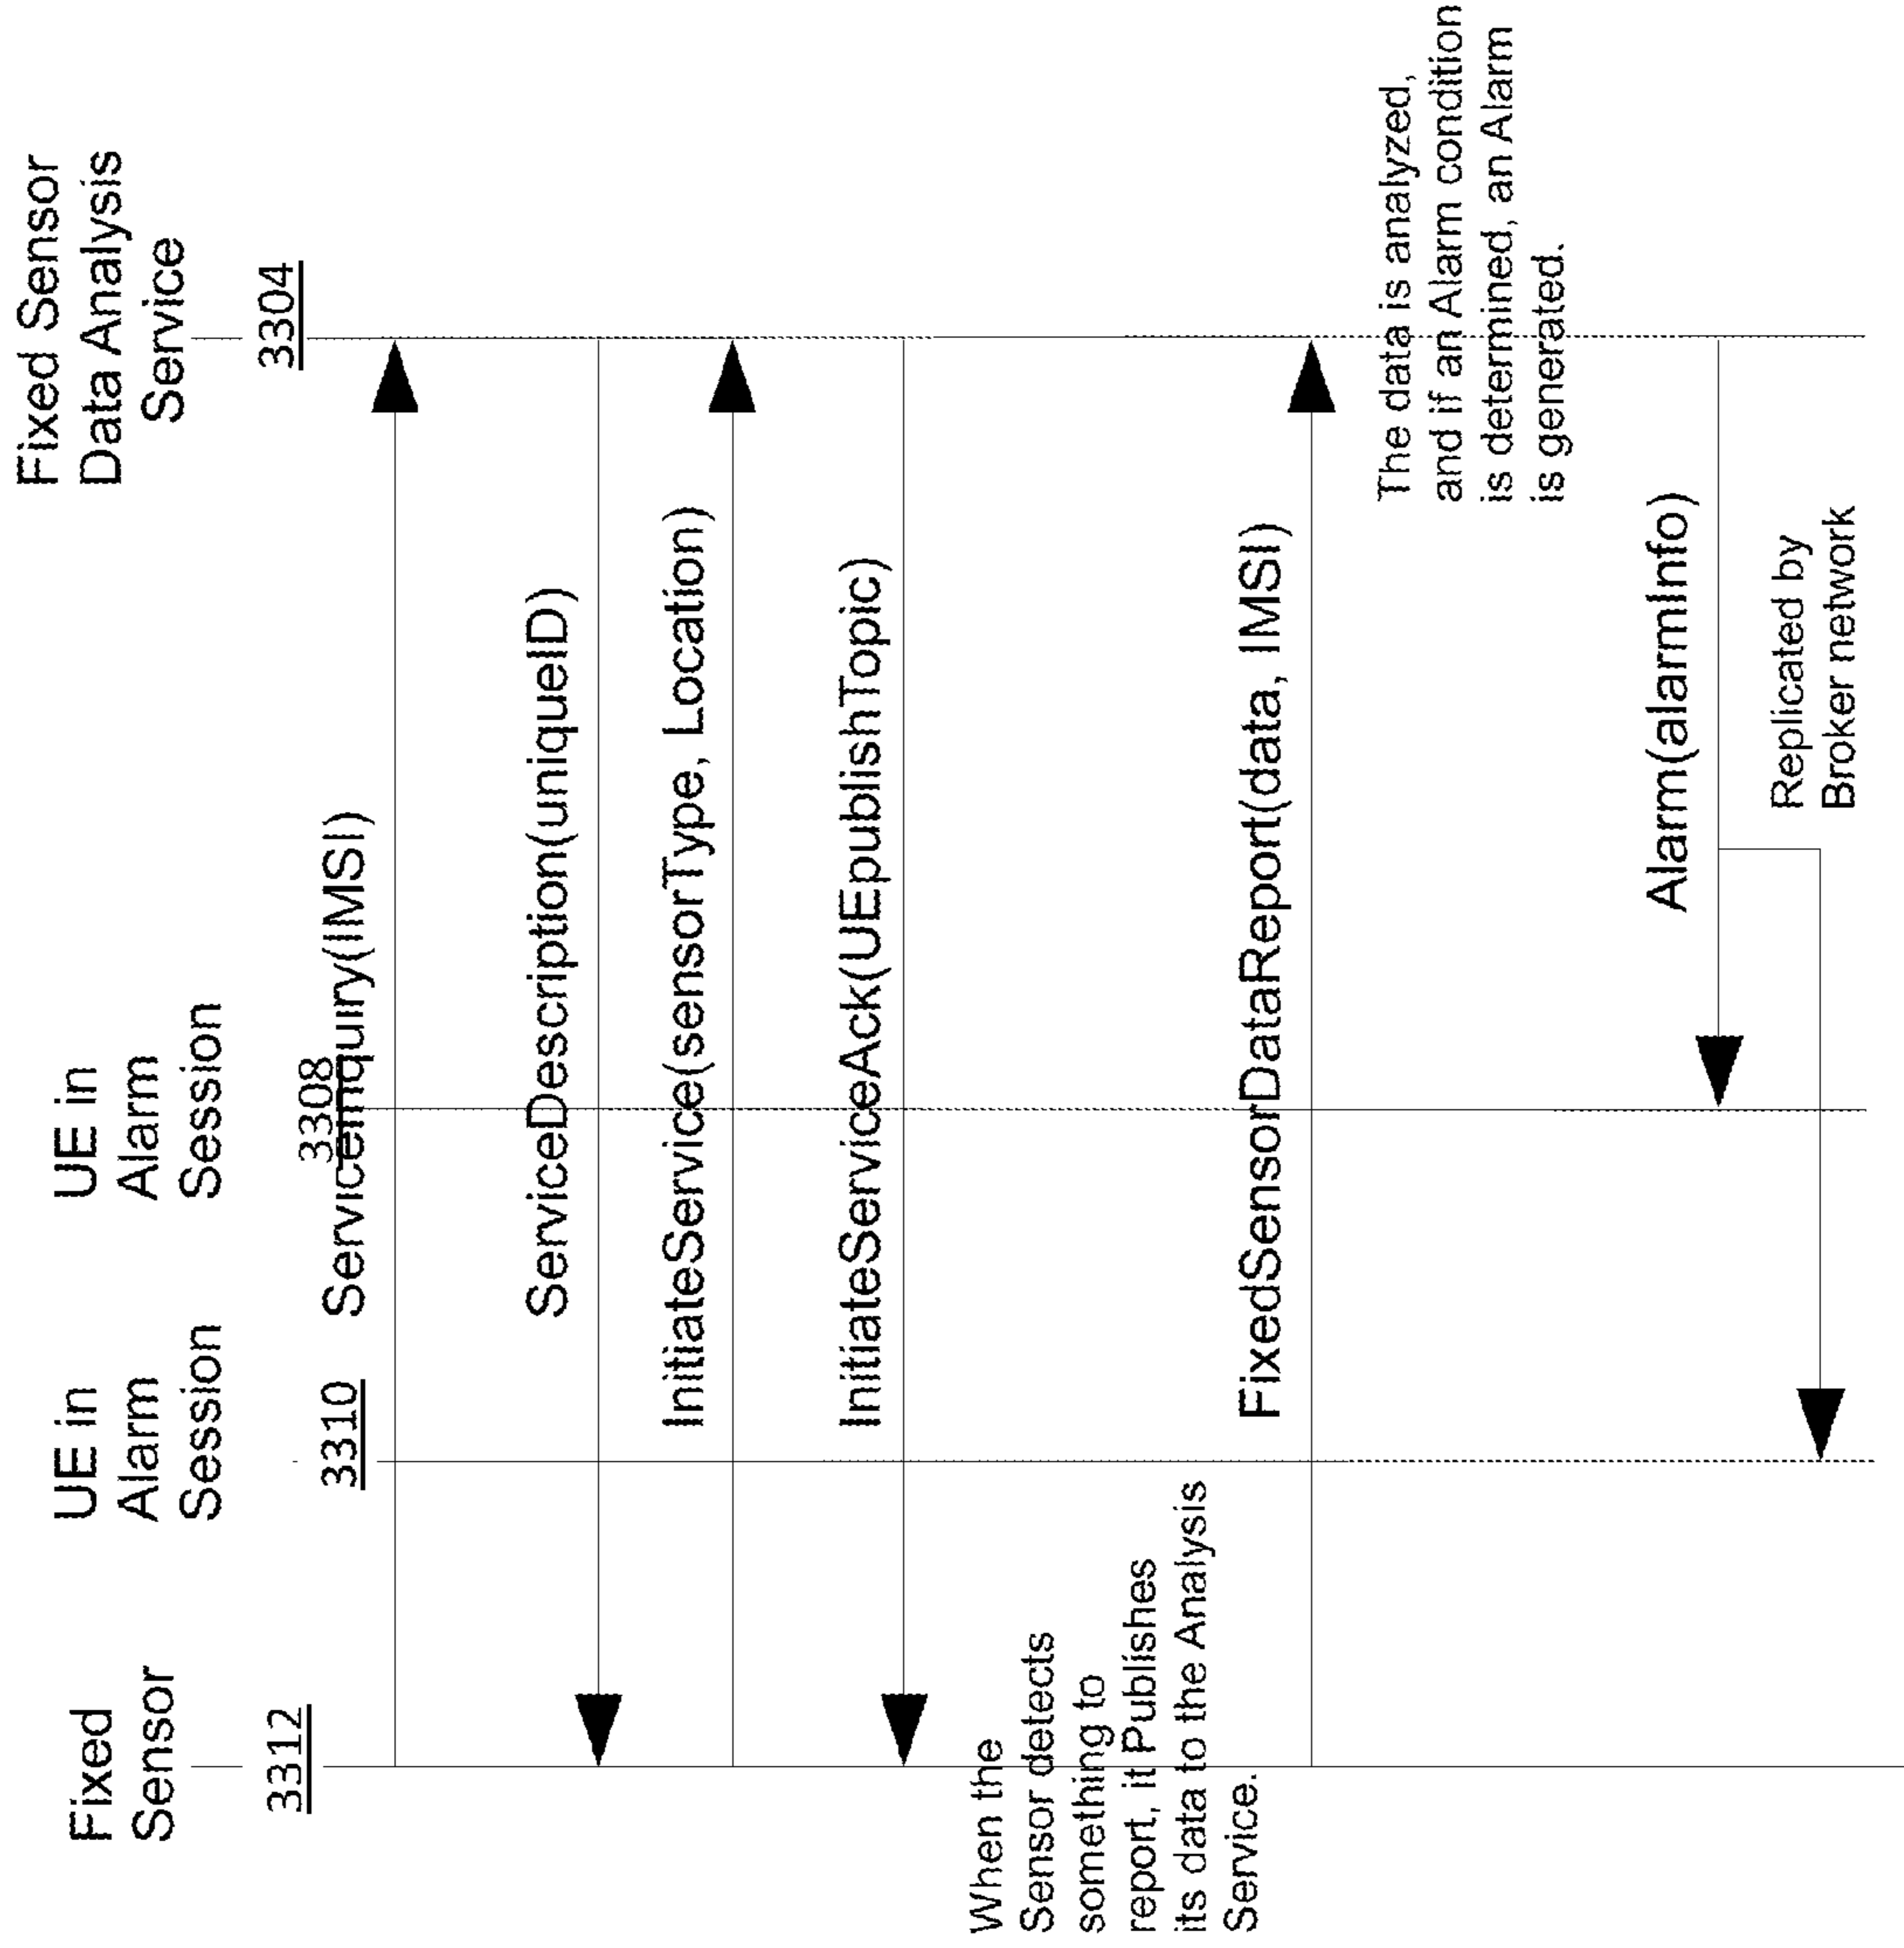 Fixed
Sensor
3312
UE in
Alarm
Session
3310
UE in
Alarm
Session
3308
Fixed Sensor
Data Analysis
Service
3304
ServiceInquiry(IMSI)
ServiceDescription(uniqueID)
InitiateService(sensorType, Location)
InitiateServiceAck(UEpublishTopic)
When the
Sensor detects
something to
report, it Publishes
its data to the Analysis
Service.
FixedSensorDataReport(data, IMSI)
The data is analyzed,
and if an Alarm condition
is determined, an Alarm
is generated.
Alarm(alarmInfo)
Replicated by
Broker network